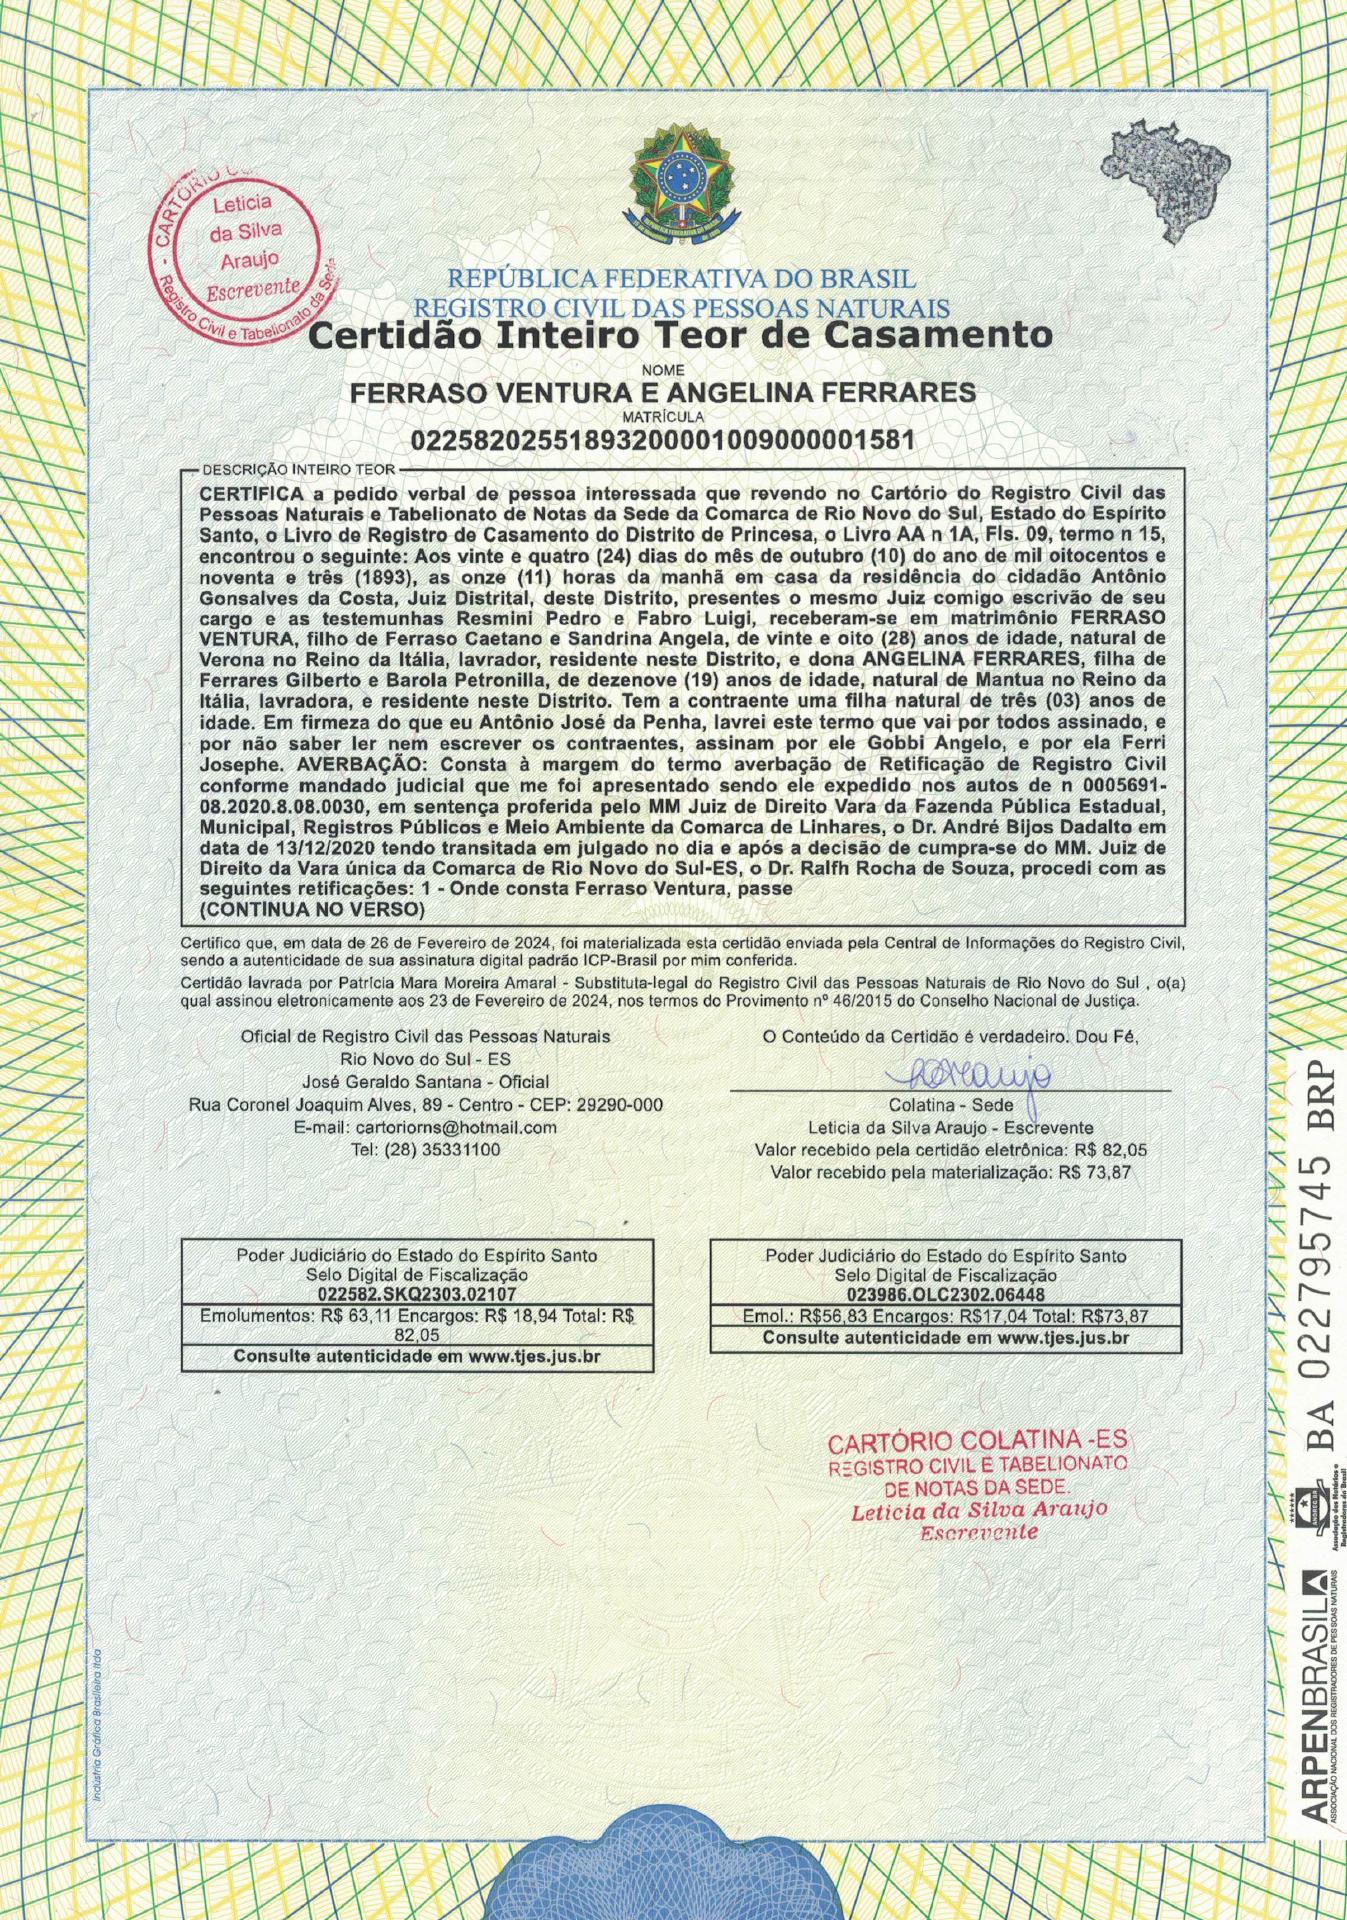 CARTÓRIO
Leticia
da Silva
Araujo
Escrevente
Registro Civil e Tabelionato da Sede
REPÚBLICA FEDERATIVA DO BRASIL
REGISTRO CIVIL DAS PESSOAS NATURAIS
Certidão Inteiro Teor de Casamento
NOME
FERRASO VENTURA E ANGELINA FERRARES
MATRÍCULA
02258202551893200001009000001581
DESCRIÇÃO INTEIRO TEOR
CERTIFICA a pedido verbal de pessoa interessada que revendo no Cartório do Registro Civil das
Pessoas Naturais e Tabelionato de Notas da Sede da Comarca de Rio Novo do Sul, Estado do Espírito
Santo, o Livro de Registro de Casamento do Distrito de Princesa, o Livro AA n 1A, Fls. 09, termo n 15,
encontrou o seguinte: Aos vinte e quatro (24) dias do mês de outubro (10) do ano de mil oitocentos e
noventa e três (1893), as onze (11) horas da manhã em casa da residência do cidadão Antônio
Gonsalves da Costa, Juiz Distrital, deste Distrito, presentes o mesmo Juiz comigo escrivão de seu
cargo e as testemunhas Resmini Pedro e Fabro Luigi, receberam-se em matrimônio FERRASO
VENTURA, filho de Ferraso Caetano e Sandrina Angela, de vinte e oito (28) anos de idade, natural de
Verona no Reino da Itália, lavrador, residente neste Distrito, e dona ANGELINA FERRARES, filha de
Ferrares Gilberto e Barola Petronilla, de dezenove (19) anos de idade, natural de Mantua no Reino da
Itália, lavradora, e residente neste Distrito. Tem a contraente uma filha natural de três (03) anos de
idade. Em firmeza do que eu Antônio José da Penha, lavrei este termo que vai por todos assinado, e
por não saber ler nem escrever os contraentes, assinam por ele Gobbi Angelo, e por ela Ferri
Josephe. AVERBAÇÃO: Consta à margem do termo averbação de Retificação de Registro Civil
conforme mandado judicial que me foi apresentado sendo ele expedido nos autos de n 0005691-
08.2020.8.08.0030, em sentença proferida pelo MM Juiz de Direito Vara da Fazenda Pública Estadual,
Municipal, Registros Públicos e Meio Ambiente da Comarca de Linhares, o Dr. André Bijos Dadalto em
data de 13/12/2020 tendo transitada em julgado no dia e após a decisão de cumpra-se do MM. Juiz de
Direito da Vara única da Comarca de Rio Novo do Sul-ES, o Dr. Ralfh Rocha de Souza, procedi com as
seguintes retificações: 1 - Onde consta Ferraso Ventura, passe
(CONTINUA NO VERSO)
Certifico que, em data de 26 de Fevereiro de 2024, foi materializada esta certidão enviada pela Central de Informações do Registro Civil,
sendo a autenticidade de sua assinatura digital padrão ICP-Brasil por mim conferida.
Certidão lavrada por Patrícia Mara Moreira Amaral - Substituta-legal do Registro Civil das Pessoas Naturais de Rio Novo do Sul , o(a)
qual assinou eletronicamente aos 23 de Fevereiro de 2024, nos termos do Provimento nº 46/2015 do Conselho Nacional de Justiça.
Oficial de Registro Civil das Pessoas Naturais
Rio Novo do Sul - ES
José Geraldo Santana - Oficial
Rua Coronel Joaquim Alves, 89 - Centro - CEP: 29290-000
E-mail: cartoriorns@hotmail.com
Tel: (28) 35331100
O Conteúdo da Certidão é verdadeiro. Dou Fé,
Colatina - Sede
Leticia da Silva Araujo - Escrevente
Valor recebido pela certidão eletrônica: R$ 82,05
Valor recebido pela materialização: R$ 73,87
Poder Judiciário do Estado do Espírito Santo
Selo Digital de Fiscalização
022582.SKQ2303.02107
Emolumentos: R$ 63,11 Encargos: R$ 18,94 Total: R$
82,05
Consulte autenticidade em www.tjes.jus.br
Poder Judiciário do Estado do Espírito Santo
Selo Digital de Fiscalização
023986.OLC2302.06448
Emol.: R$56,83 Encargos: R$17,04 Total: R$73,87
Consulte autenticidade em www.tjes.jus.br
CARTÓRIO COLATINA -ES
REGISTRO CIVIL E TABELIONATO
DE NOTAS DA SEDE.
Leticia da Silva Araujo
Escrevente
BA 022795745 BRP
Associação dos Notários e
Registradores do Brasil
ARPENBRASIL
ASSOCIAÇÃO NACIONAL DOS REGISTRADORES DE PESSOAS NATURAIS
Indústria Gráfica Brasileira ltda